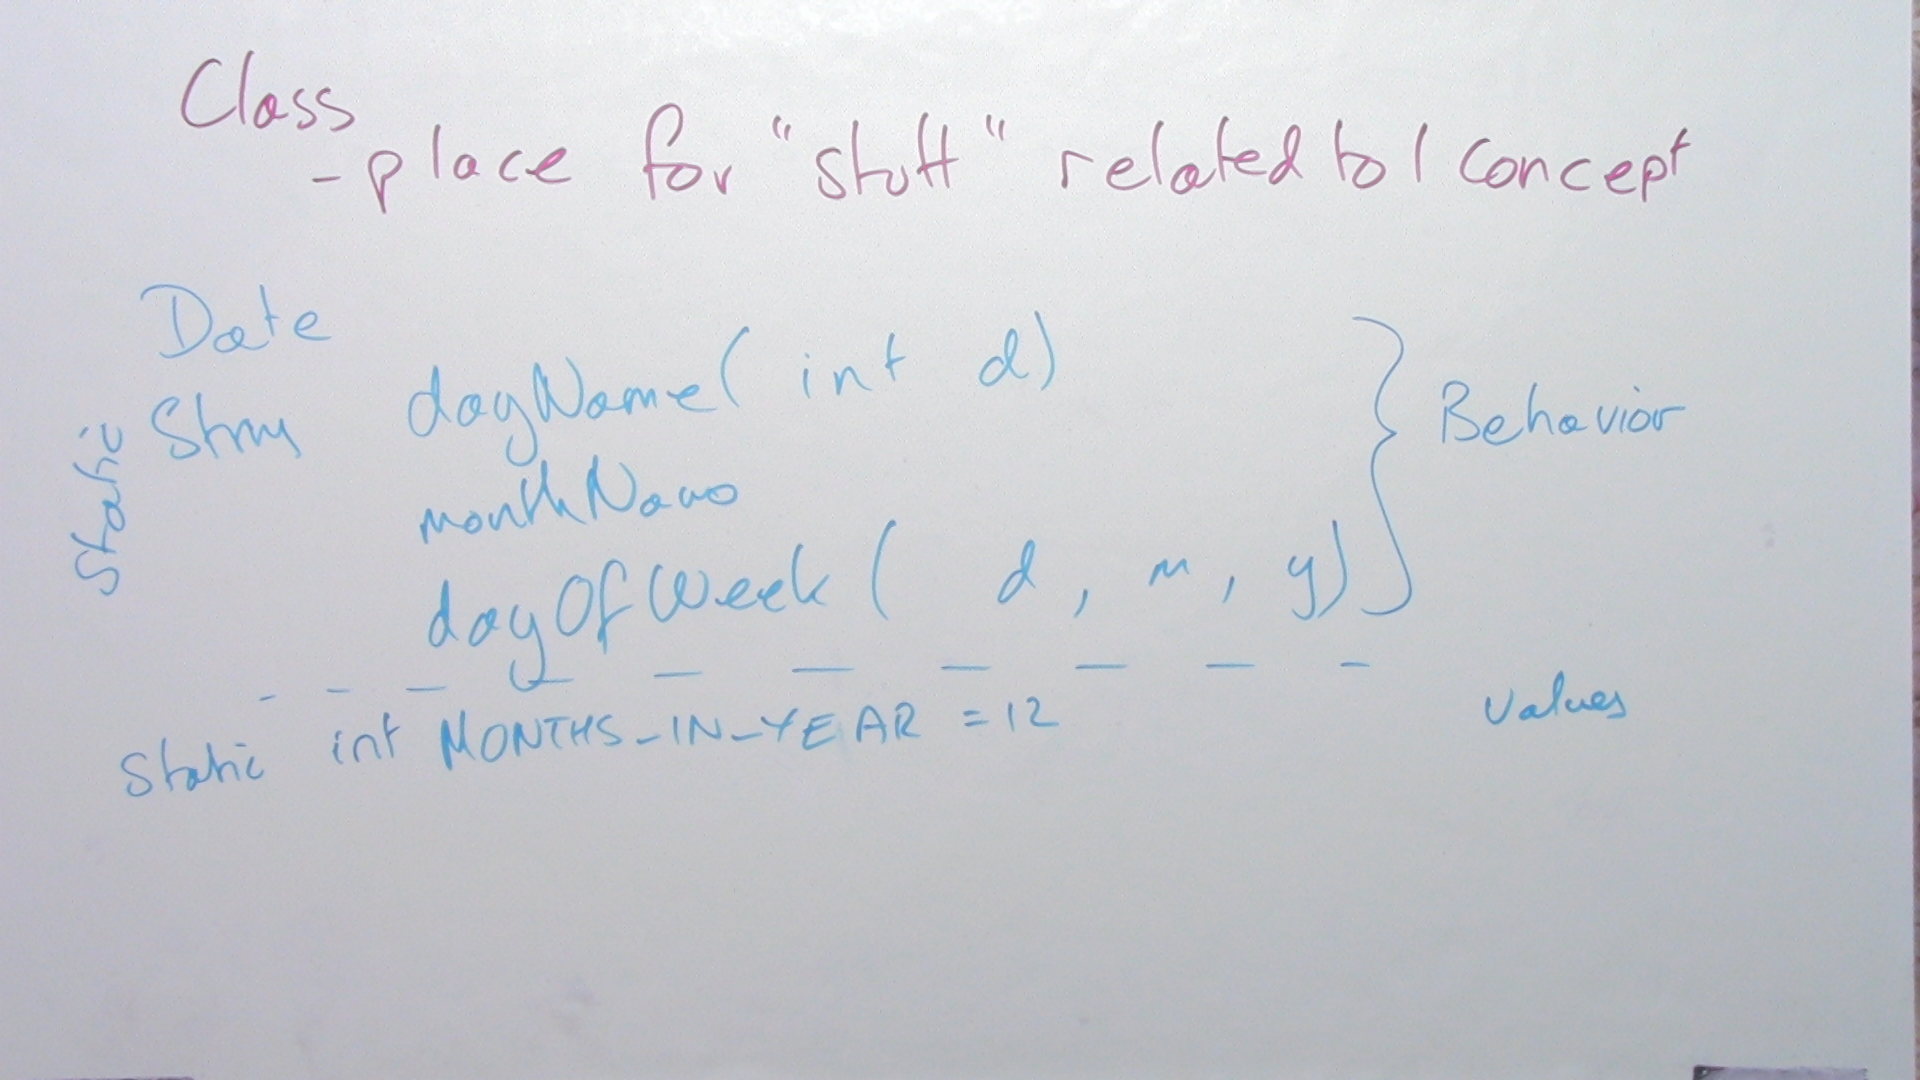 Class
- place for "stuff" related to 1 concept
Date
static
String dayName( int d)
monthName
Behavior
dayOfWeek( d, m, y)
values
static int MONTHS_IN_YEAR = 12